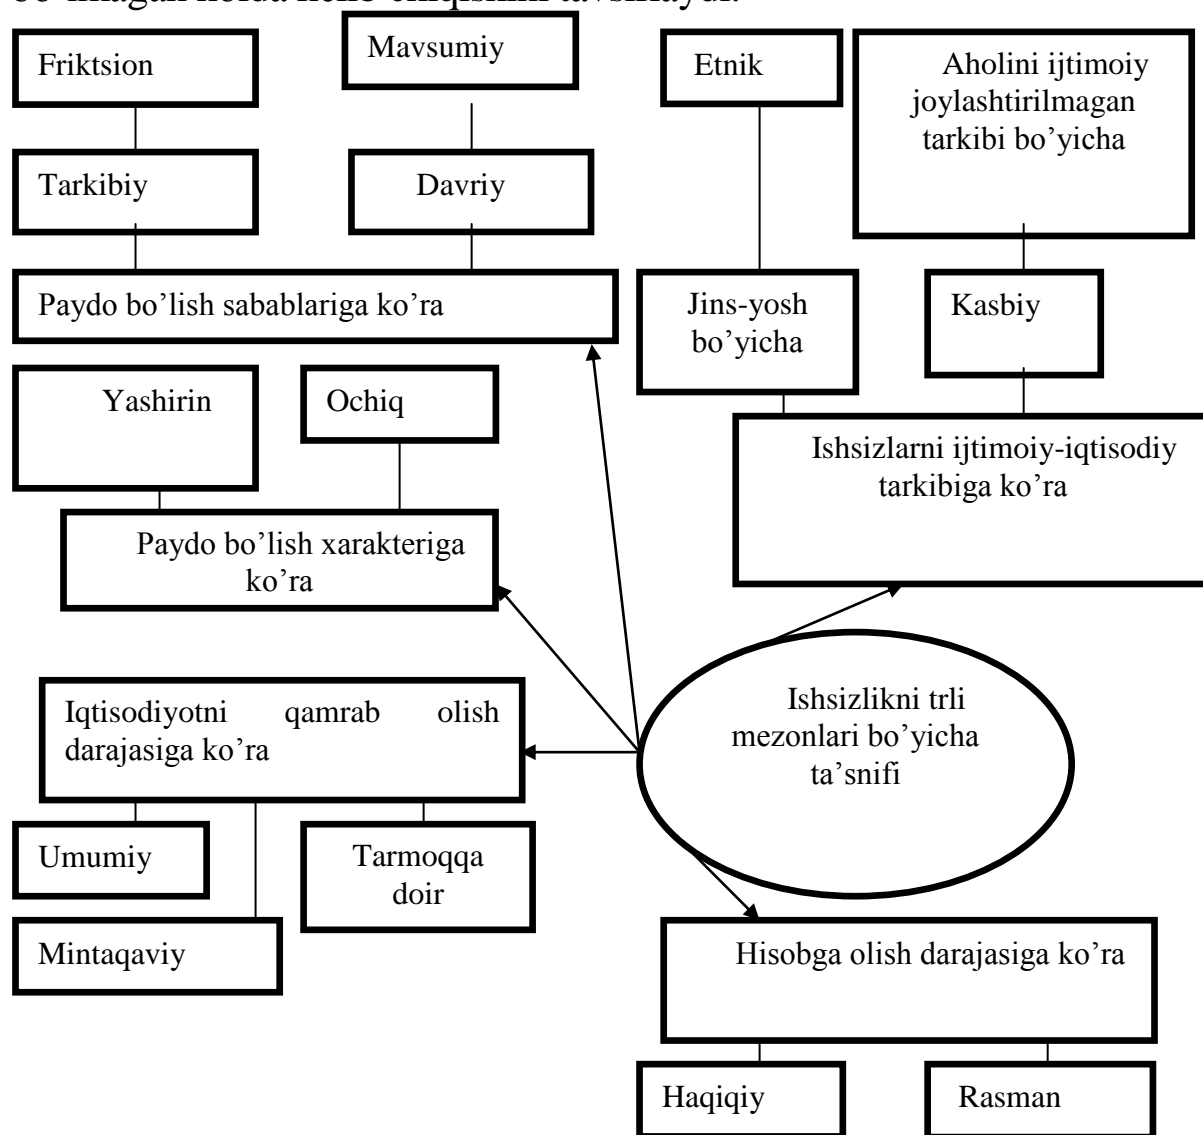 Friktsion
Mavsumiy
Etnik
Aholini ijtimoiy
joylashtirilmagan
tarkibi bo’yicha
Tarkibiy
Davriy
Paydo bo’lish sabablariga ko’ra
Jins-yosh
bo’yicha
Kasbiy
Yashirin
Ochiq
Ishsizlarni ijtimoiy-iqtisodiy
tarkibiga ko’ra
Paydo bo’lish xarakteriga
ko’ra
Iqtisodiyotni qamrab olish
darajasiga ko’ra
Ishsizlikni trli
mezonlari bo’yicha
ta’snifi
Umumiy
Tarmoqqa
doir
Mintaqaviy
Hisobga olish darajasiga ko’ra
Haqiqiy
Rasman